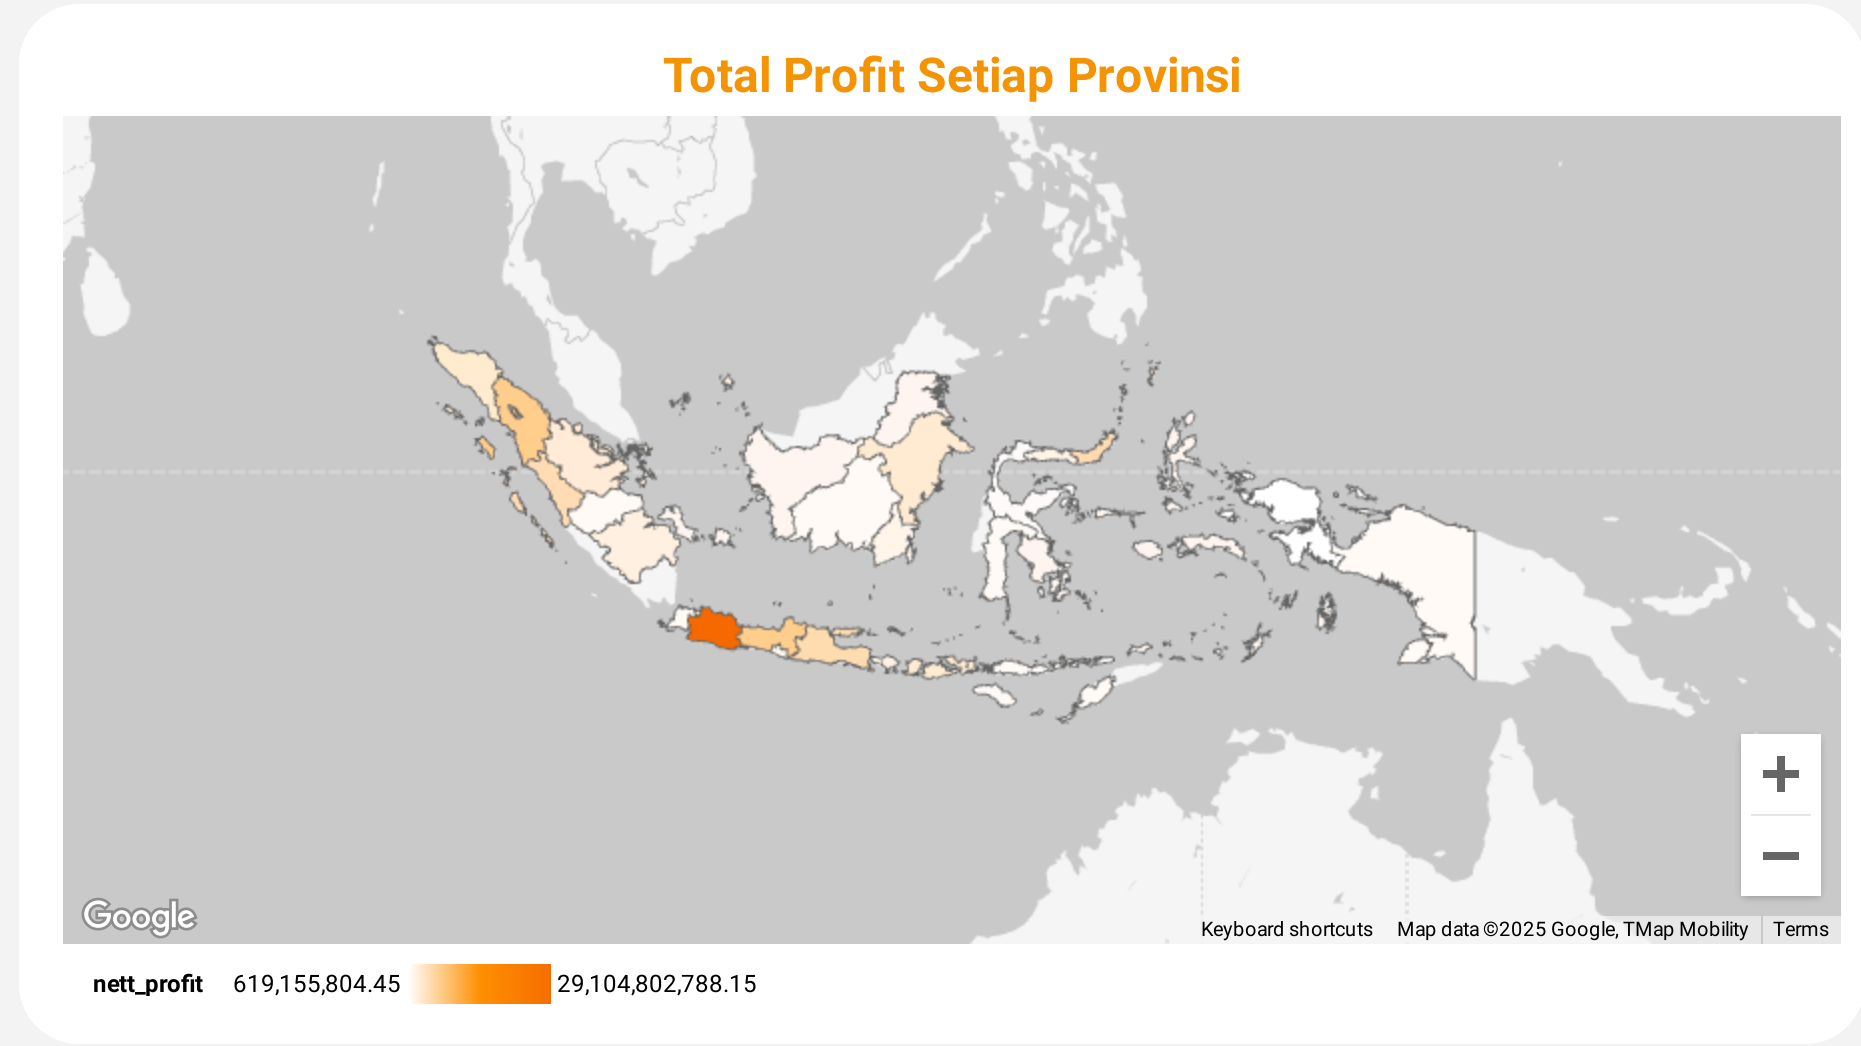 Total Profit Setiap Provinsi
Google
Keyboard shortcuts
Map data ©2025 Google, TMap Mobility
Terms
nett_profit
619,155,804.45
29,104,802,788.15